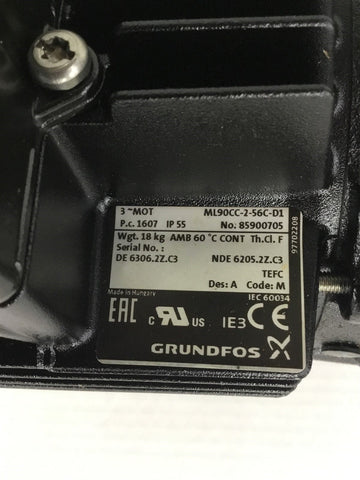 3 ~MOT ML90CC-2-56C-D1
P.c. 1607 IP 55 No. 85900705
Wgt. 18 kg AMB 60 °C CONT Th.Cl. F
Serial No. :
DE 6306.2Z.C3 NDE 6205.2Z.C3
TEFC
Des: A Code: M
Made in Hungary IEC 60034
EAC c RU US IE3 CE
GRUNDFOS
97702208